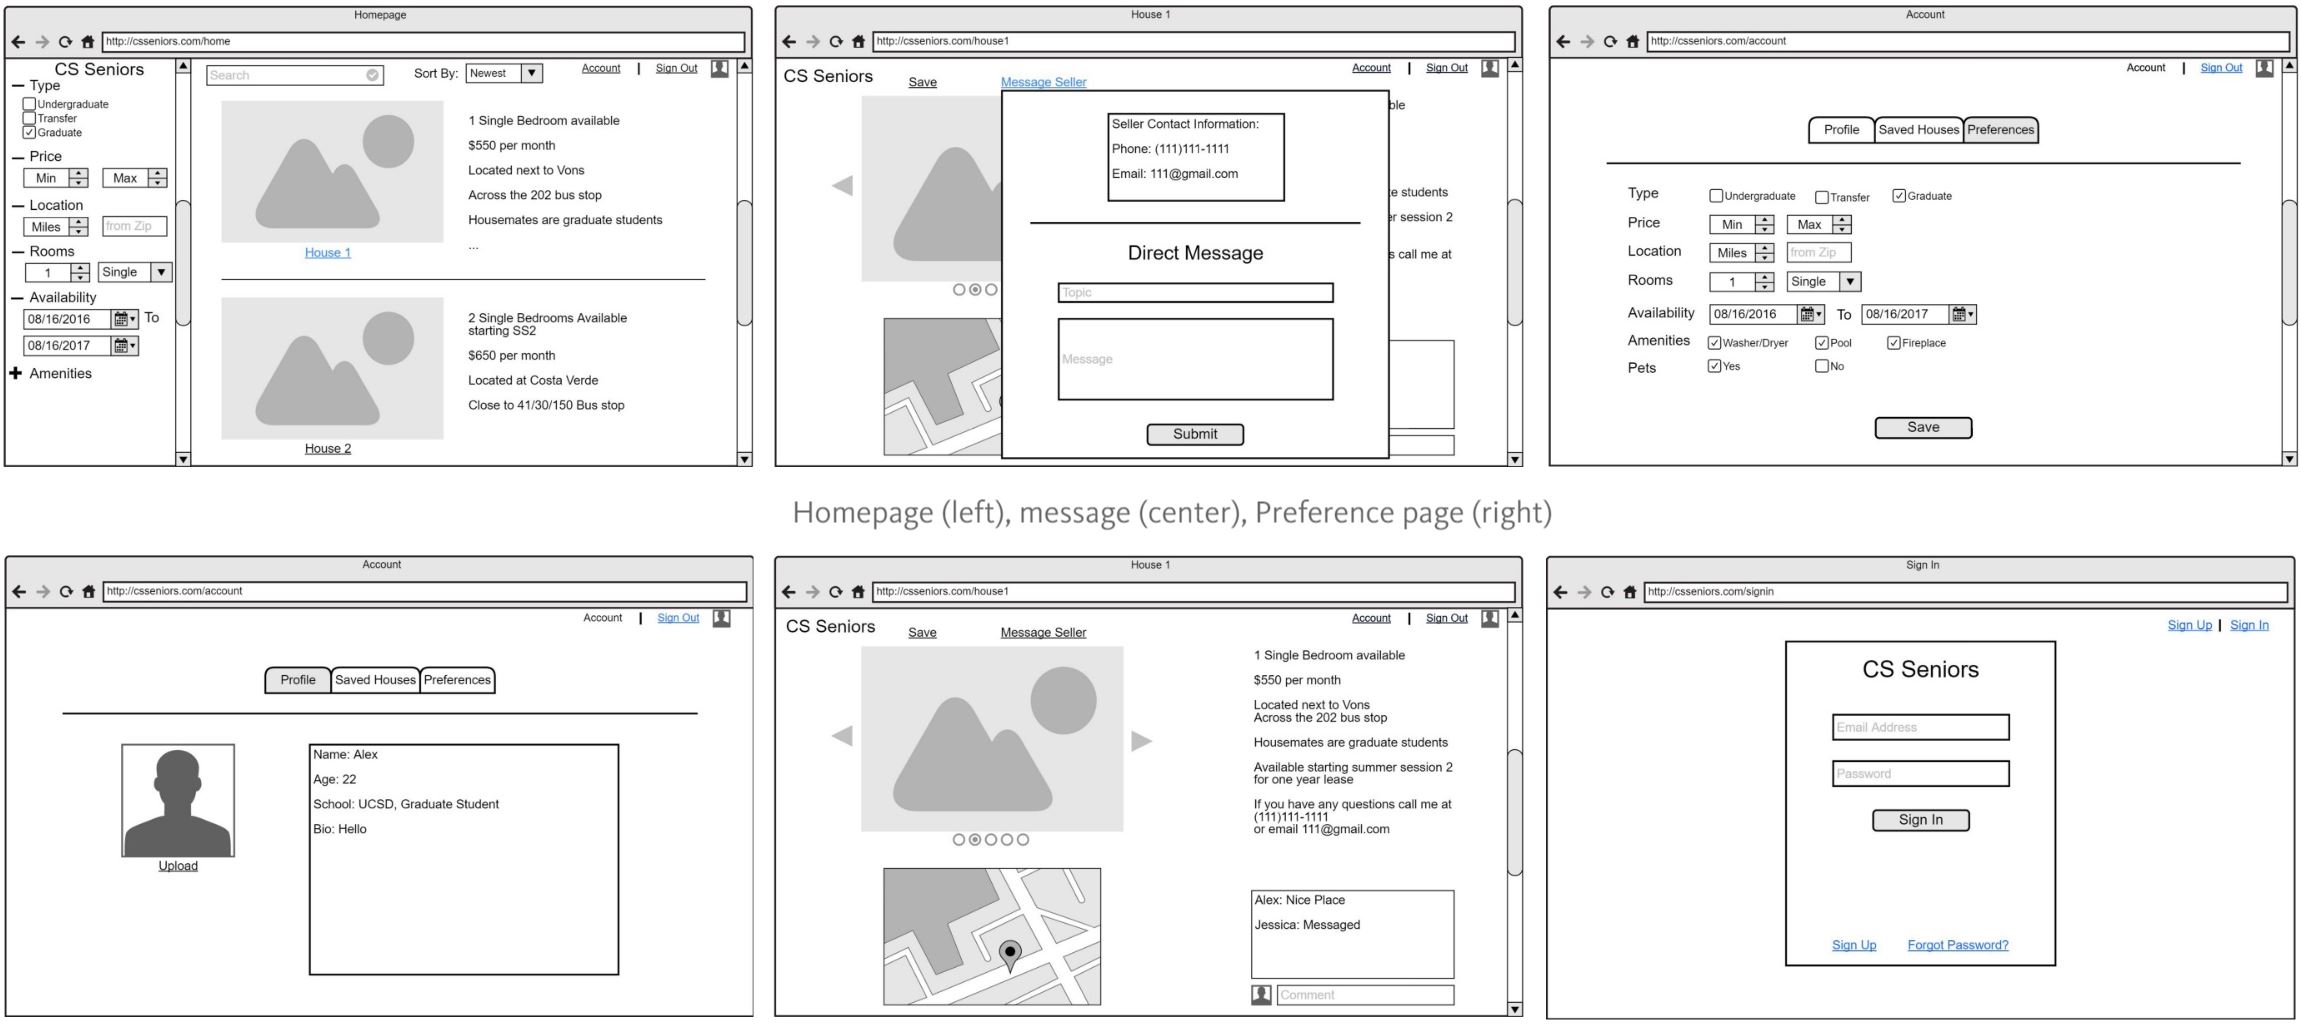 Homepage
http://csseniors.com/home
CS Seniors
Type
Undergraduate
Transfer
Graduate
Price
Min Max
Location
Miles from Zip
Rooms
1 Single
Availability
08/16/2016 To
08/16/2017
Amenities
Search Sort By: Newest Account | Sign Out
1 Single Bedroom available
$550 per month
Located next to Vons
Across the 202 bus stop
Housemates are graduate students
...
House 1
2 Single Bedrooms Available
starting SS2
$650 per month
Located at Costa Verde
Close to 41/30/150 Bus stop
House 2
House 1
http://csseniors.com/house1
CS Seniors Save Message Seller Account | Sign Out
ble
e students
er session 2
s call me at
Seller Contact Information:
Phone: (111)111-1111
Email: 111@gmail.com
Direct Message
Topic
Message
Submit
Account
http://csseniors.com/account
Account | Sign Out
Profile Saved Houses Preferences
Type Undergraduate Transfer Graduate
Price Min Max
Location Miles from Zip
Rooms 1 Single
Availability 08/16/2016 To 08/16/2017
Amenities Washer/Dryer Pool Fireplace
Pets Yes No
Save
Homepage (left), message (center), Preference page (right)
Account
http://csseniors.com/account
Account | Sign Out
Profile Saved Houses Preferences
Upload
Name: Alex
Age: 22
School: UCSD, Graduate Student
Bio: Hello
House 1
http://csseniors.com/house1
CS Seniors Save Message Seller Account | Sign Out
1 Single Bedroom available
$550 per month
Located next to Vons
Across the 202 bus stop
Housemates are graduate students
Available starting summer session 2
for one year lease
If you have any questions call me at
(111)111-1111
or email 111@gmail.com
Alex: Nice Place
Jessica: Messaged
Comment
Sign In
http://csseniors.com/signin
Sign Up | Sign In
CS Seniors
Email Address
Password
Sign In
Sign Up Forgot Password?